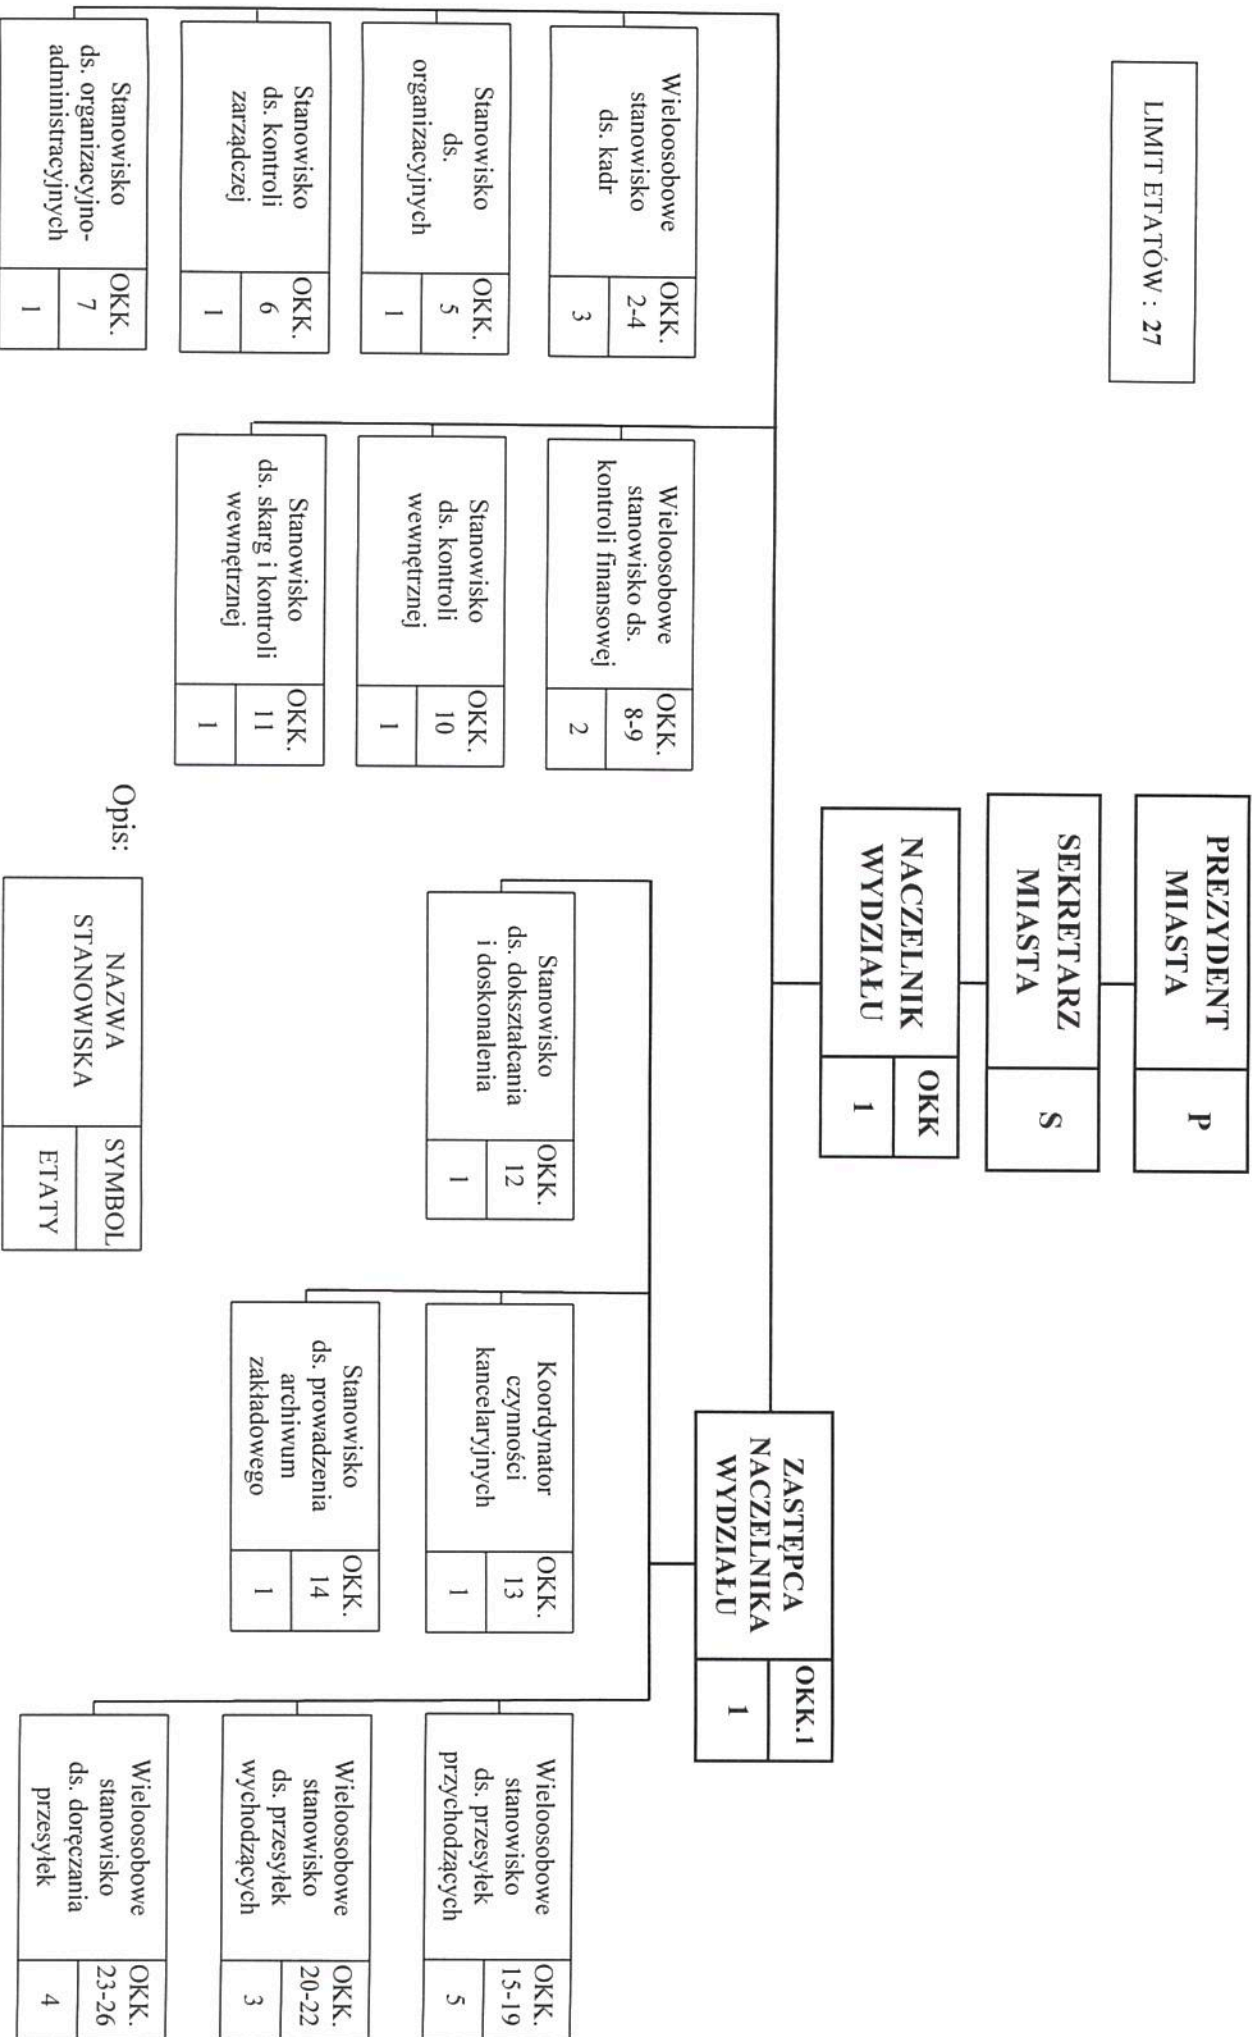 LIMIT ETATÓW : 27
PREZYDENT
MIASTA
P
SEKRETARZ
MIASTA
S
NACZELNIK
WYDZIAŁU
OKK
1
ZASTĘPCA
NACZELNIKA
WYDZIAŁU
OKK.1
1
Wieloosobowe
stanowisko
ds. kadr
OKK.
2-4
3
Stanowisko
ds.
organizacyjnych
OKK.
5
1
Stanowisko
ds. kontroli
zarządczej
OKK.
6
1
Stanowisko
ds. organizacyjno-
administracyjnych
OKK.
7
1
Wieloosobowe
stanowisko ds.
kontroli finansowej
OKK.
8-9
2
Stanowisko
ds. kontroli
wewnętrznej
OKK.
10
1
Stanowisko
ds. skarg i kontroli
wewnętrznej
OKK.
11
1
Stanowisko
ds. dokształcania
i doskonalenia
OKK.
12
1
Koordynator
czynności
kancelaryjnych
OKK.
13
1
Stanowisko
ds. prowadzenia
archiwum
zakładowego
OKK.
14
1
Wieloosobowe
stanowisko
ds. przesyłek
przychodzących
OKK.
15-19
5
Wieloosobowe
stanowisko
ds. przesyłek
wychodzących
OKK.
20-22
3
Wieloosobowe
stanowisko
ds. doręczania
przesyłek
OKK.
23-26
4
Opis:
NAZWA
STANOWISKA
SYMBOL
ETATY